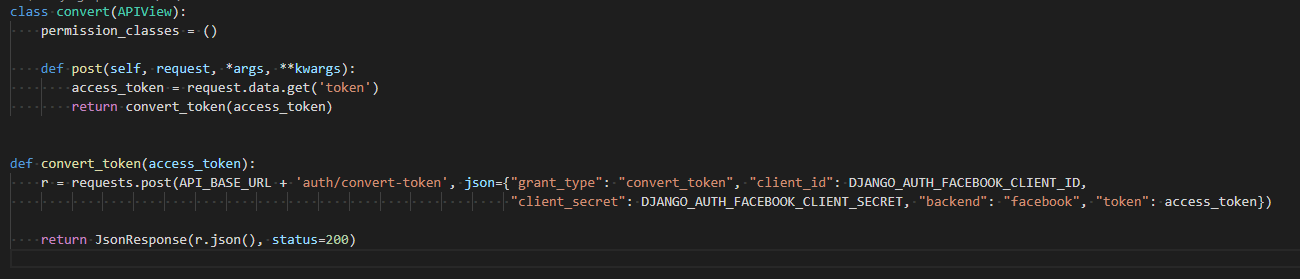 class convert(APIView):
    permission_classes = ()
    def post(self, request, *args, **kwargs):
        access_token = request.data.get('token')
        return convert_token(access_token)
def convert_token(access_token):
    r = requests.post(API_BASE_URL + 'auth/convert-token', json={"grant_type": "convert_token", "client_id": DJANGO_AUTH_FACEBOOK_CLIENT_ID,
                                                                 "client_secret": DJANGO_AUTH_FACEBOOK_CLIENT_SECRET, "backend": "facebook", "token": access_token})
    return JsonResponse(r.json(), status=200)